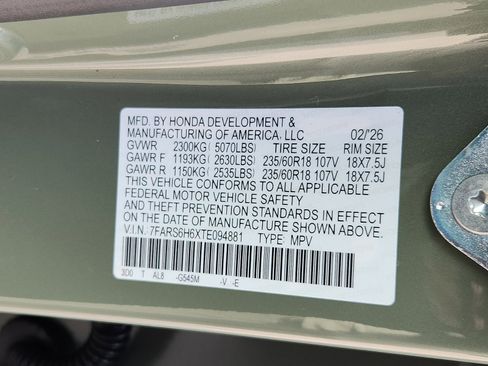 MFD. BY HONDA DEVELOPMENT &
MANUFACTURING OF AMERICA, LLC 02/'26
GVWR 2300KG (5070LBS) TIRE SIZE RIM SIZE
GAWR F 1193KG (2630LBS) 235/60R18 107V 18X7.5J
GAWR R 1150KG (2535LBS) 235/60R18 107V 18X7.5J
THIS VEHICLE CONFORMS TO ALL APPLICABLE
FEDERAL MOTOR VEHICLE SAFETY
AND THEFT PREVENTION STANDARDS IN EFFECT
ON THE DATE OF MANUFACTURE SHOWN ABOVE.
V.I.N.: 7FARS6H6XTE094881 TYPE: MPV
3D0 T AL8 -G545M -V -E